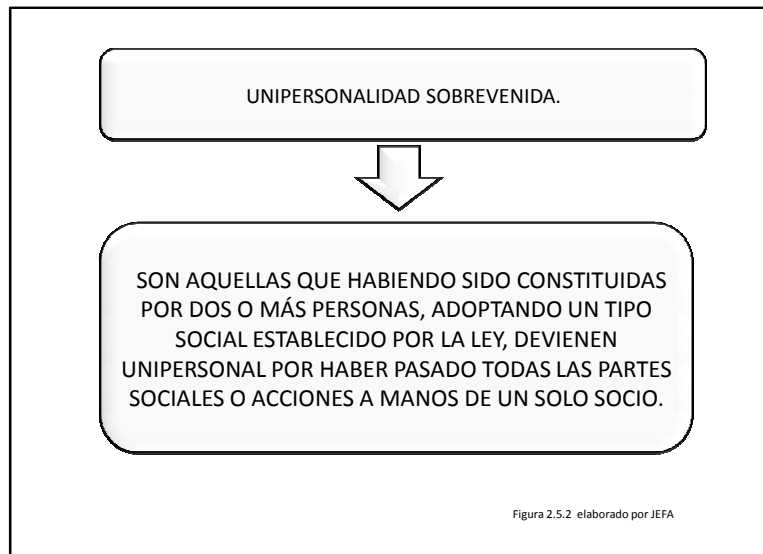 UNIPERSONALIDAD SOBREVENIDA.
SON AQUELLAS QUE HABIENDO SIDO CONSTITUIDAS
POR DOS O MÁS PERSONAS, ADOPTANDO UN TIPO
SOCIAL ESTABLECIDO POR LA LEY, DEVIENEN
UNIPERSONAL POR HABER PASADO TODAS LAS PARTES
SOCIALES O ACCIONES A MANOS DE UN SOLO SOCIO.
Figura 2.5.2 elaborado por JEFA